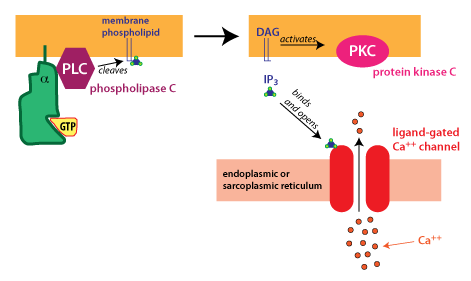 membrane
phospholipid
α
PLC
cleaves
phospholipase C
GTP
DAG
activates
PKC
protein kinase C
IP₃
binds
and opens
ligand-gated
Ca⁺⁺ channel
endoplasmic or
sarcoplasmic reticulum
Ca⁺⁺